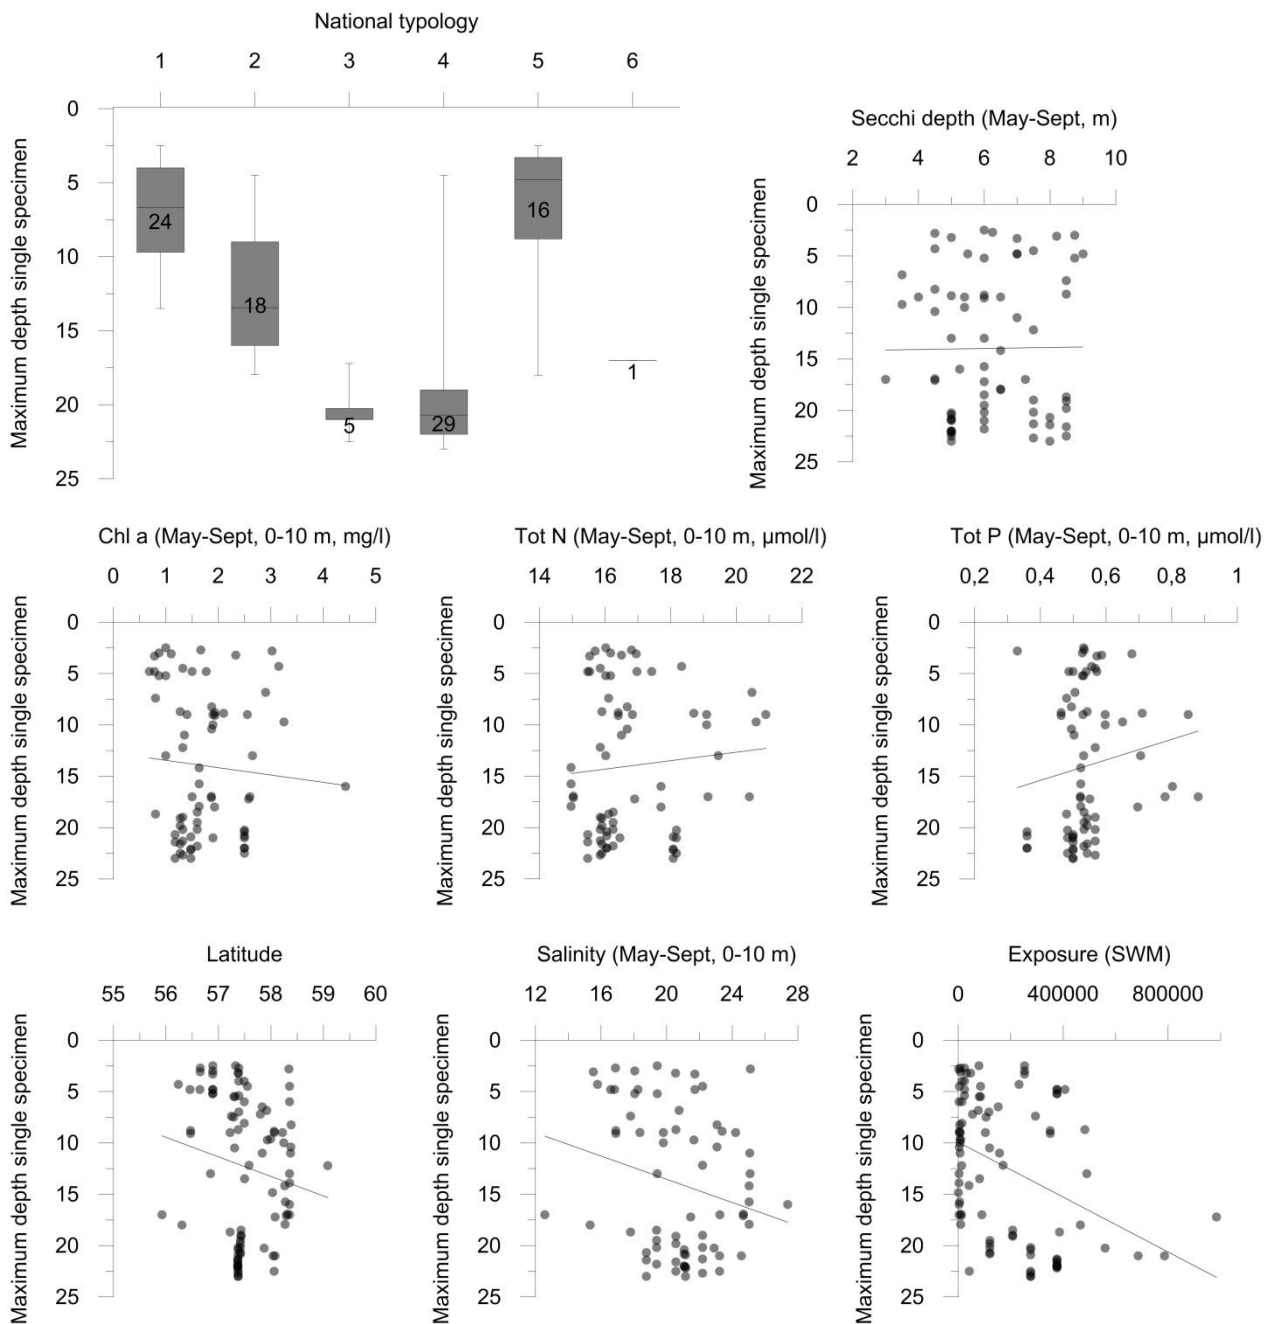 National typology
1 2 3 4 5 6
0
5
10
15
20
25
Maximum depth single specimen
24
18
5
29
16
1
Secchi depth (May-Sept, m)
2 4 6 8 10
0
5
10
15
20
25
Maximum depth single specimen
Chl a (May-Sept, 0-10 m, mg/l)
0 1 2 3 4 5
0
5
10
15
20
25
Maximum depth single specimen
Tot N (May-Sept, 0-10 m, µmol/l)
14 16 18 20 22
0
5
10
15
20
25
Maximum depth single specimen
Tot P (May-Sept, 0-10 m, µmol/l)
0,2 0,4 0,6 0,8 1
0
5
10
15
20
25
Maximum depth single specimen
Latitude
55 56 57 58 59 60
0
5
10
15
20
25
Maximum depth single specimen
Salinity (May-Sept, 0-10 m)
12 16 20 24 28
0
5
10
15
20
25
Maximum depth single specimen
Exposure (SWM)
0 400000 800000
0
5
10
15
20
25
Maximum depth single specimen